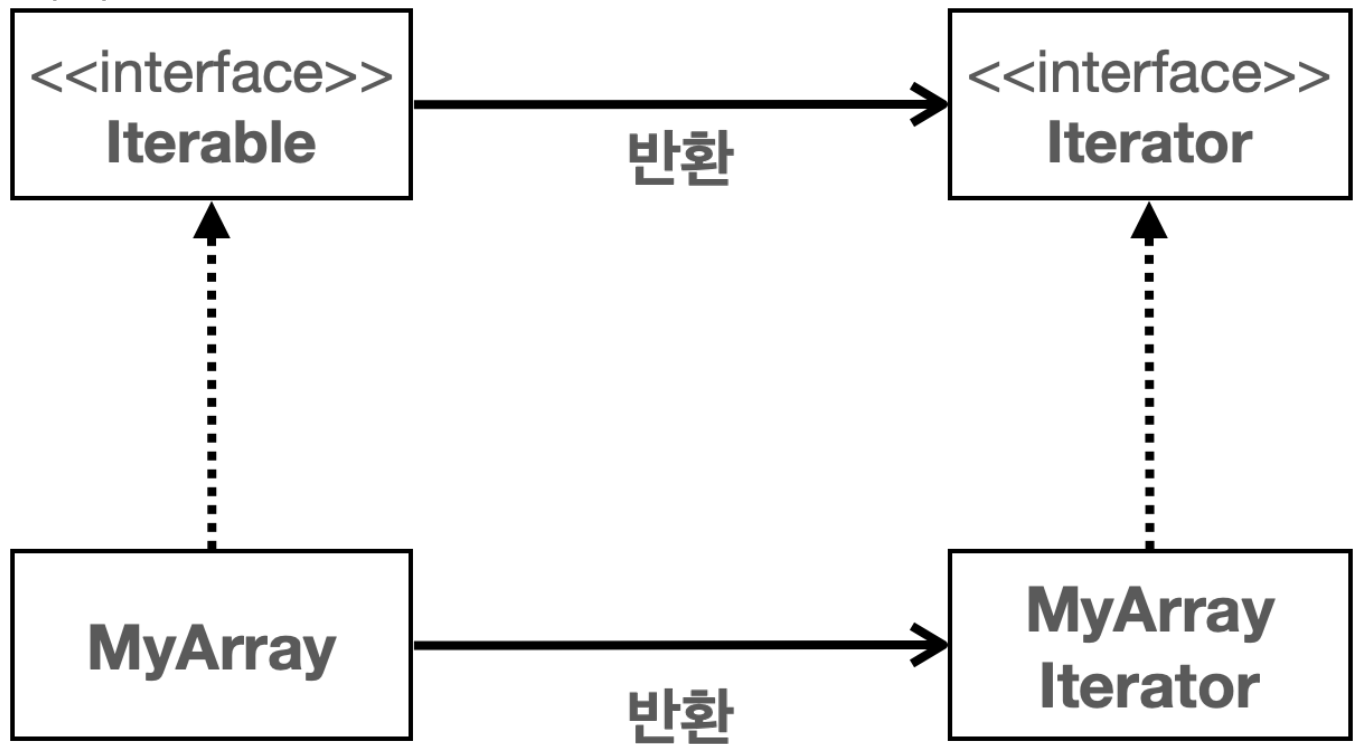 <<interface>>
Iterable
반환
<<interface>>
Iterator
MyArray
반환
MyArray
Iterator